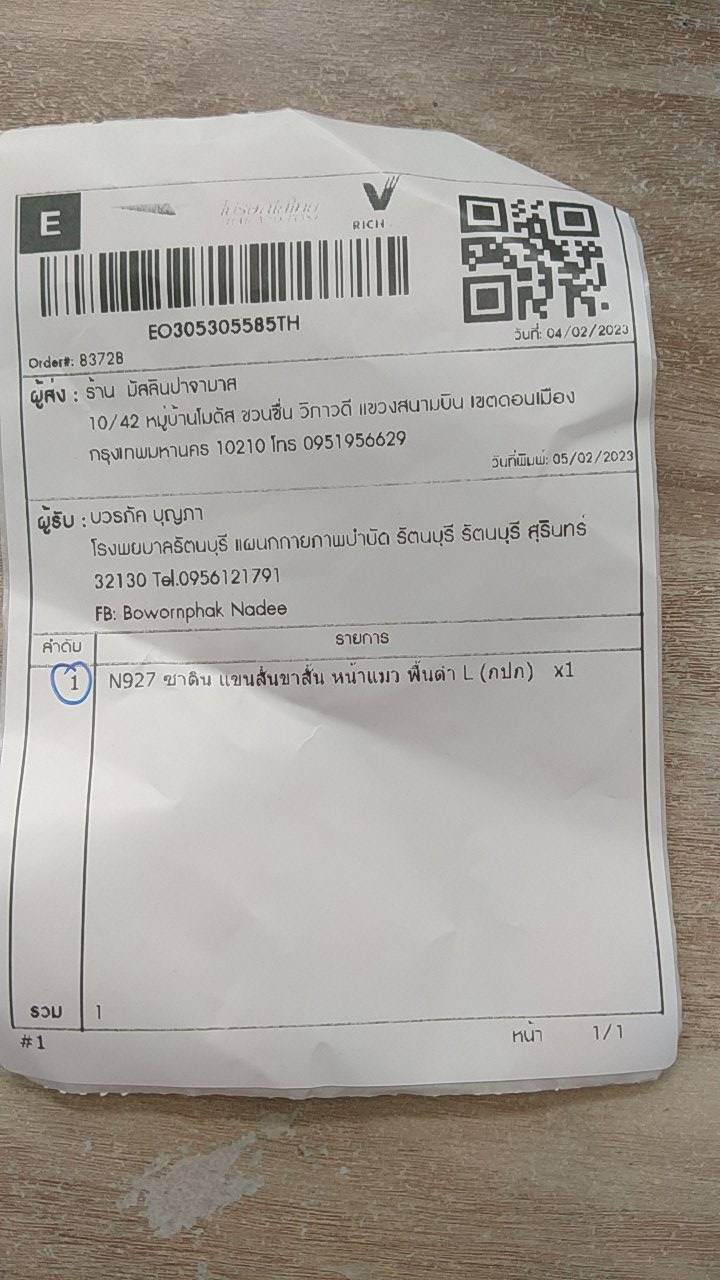 E
ไปรษณีย์ไทย
RICH
EO305305585TH
วันที่: 04/02/2023
Order#: 83728
ผู้ส่ง : ร้าน มัสลินปาจามาส
10/42 หมู่บ้านโมดัส ชวนชื่น วิภาวดี แขวงสนามบิน เขตดอนเมือง
กรุงเทพมหานคร 10210 โทร 0951956629
วันที่พิมพ์: 05/02/2023
ผู้รับ : บวรภัค บุญภา
โรงพยาบาลรัตนบุรี แผนกกายภาพบำบัด รัตนบุรี รัตนบุรี สุรินทร์
32130 Tel.0956121791
FB: Bowornphak Nadee
ลำดับ รายการ
1 N927 ซาติน แขนสั้นขาสั้น หน้าแมว พื้นดำ L (กปก) x1
รวม 1
#1 หน้า 1/1